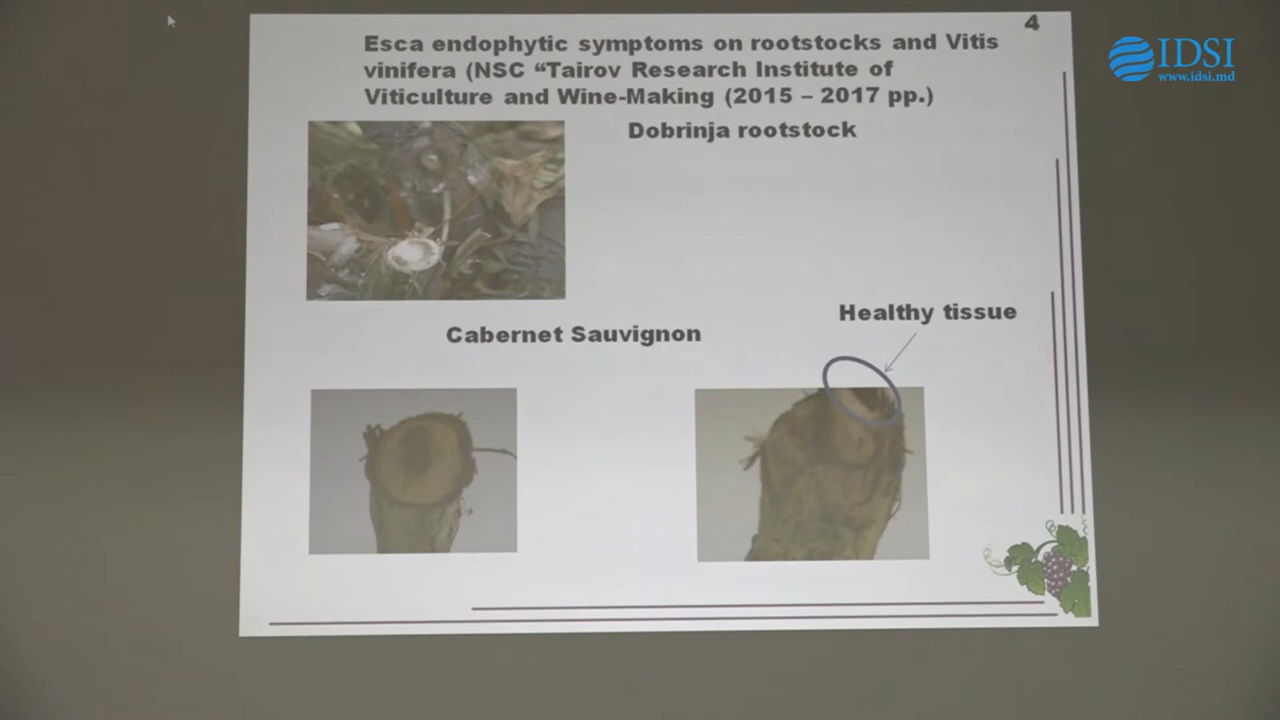 4
Esca endophytic symptoms on rootstocks and Vitis
vinifera (NSC “Tairov Research Institute of
Viticulture and Wine-Making (2015 – 2017 pp.)
Dobrinja rootstock
Healthy tissue
Cabernet Sauvignon
IDSI
www.idsi.md